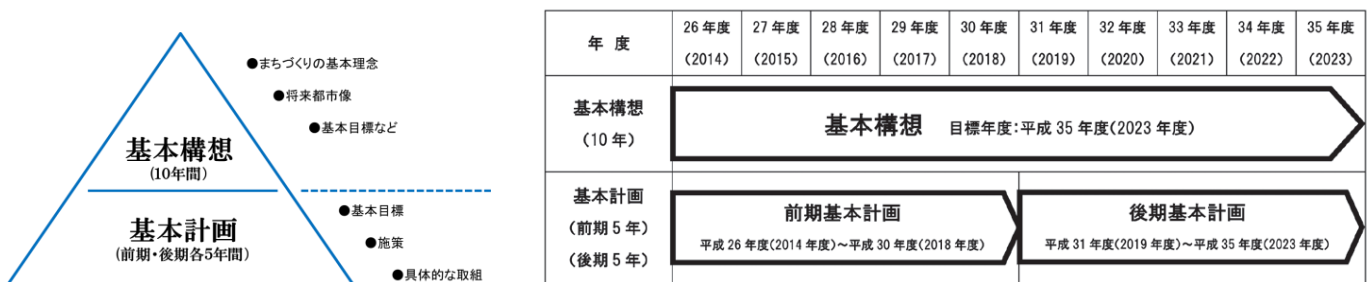 ●まちづくりの基本理念
●将来都市像
●基本目標など
基本構想
(10年間)
●基本目標
基本計画
●施策
(前期・後期各5年間)
●具体的な取組
年 度
26 年度 27 年度 28 年度 29 年度 30 年度 31 年度 32 年度 33 年度 34 年度 35 年度
(2014) (2015) (2016) (2017) (2018) (2019) (2020) (2021) (2022) (2023)
基本構想
(10 年)
基本構想 目標年度:平成 35 年度(2023 年度)
基本計画
(前期 5 年)
(後期 5 年)
前期基本計画
平成 26 年度(2014 年度)~平成 30 年度(2018 年度)
後期基本計画
平成 31 年度(2019 年度)~平成 35 年度(2023 年度)